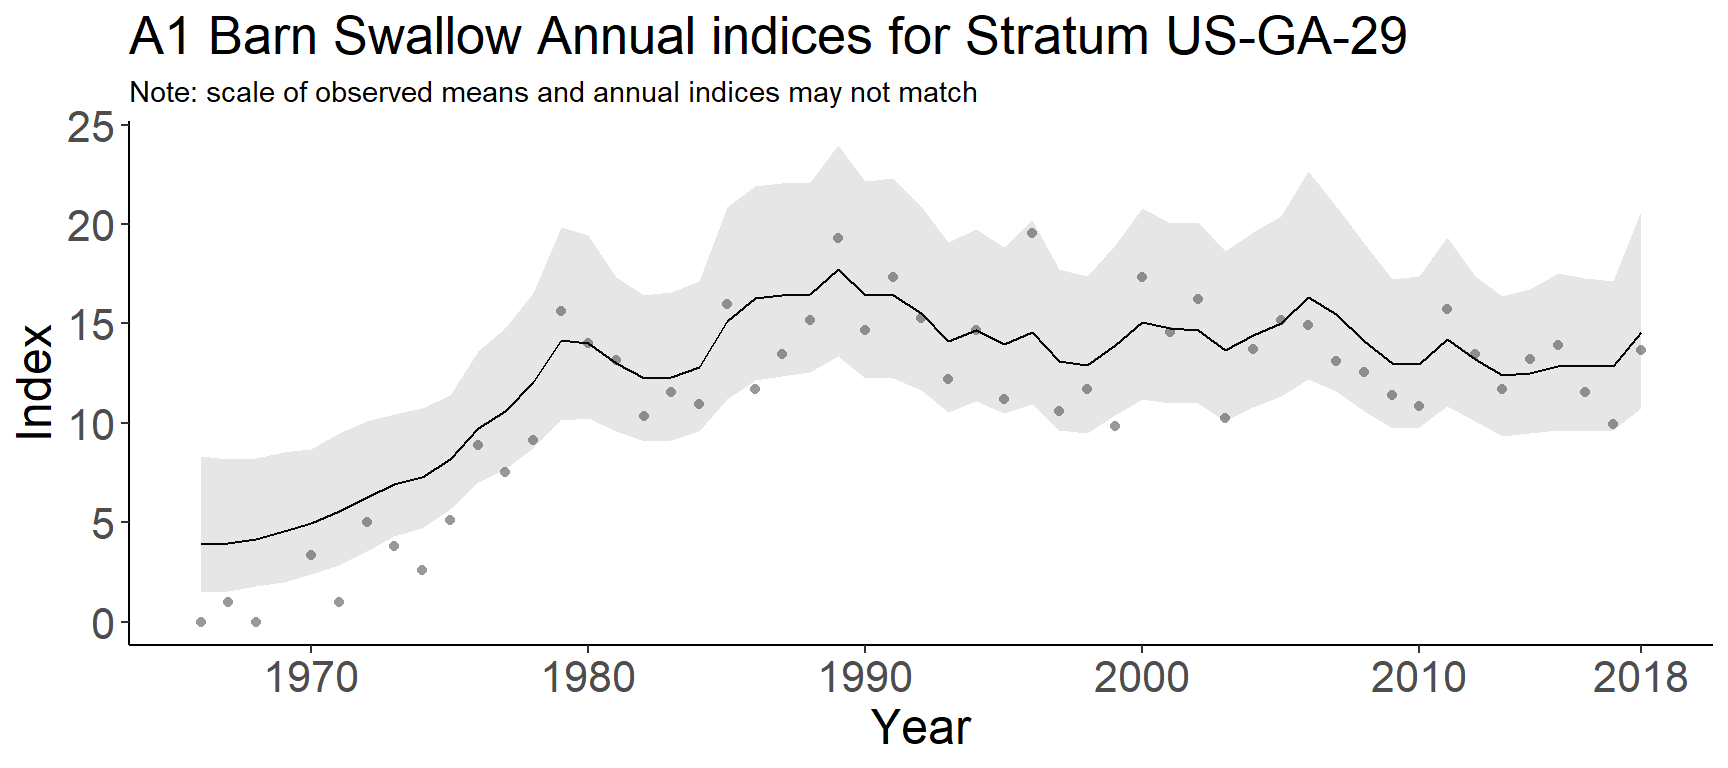 A1 Barn Swallow Annual indices for Stratum US-GA-29
Note: scale of observed means and annual indices may not match
25
20
15
10
5
0
Index
1970 1980 1990 2000 2010 2018
Year